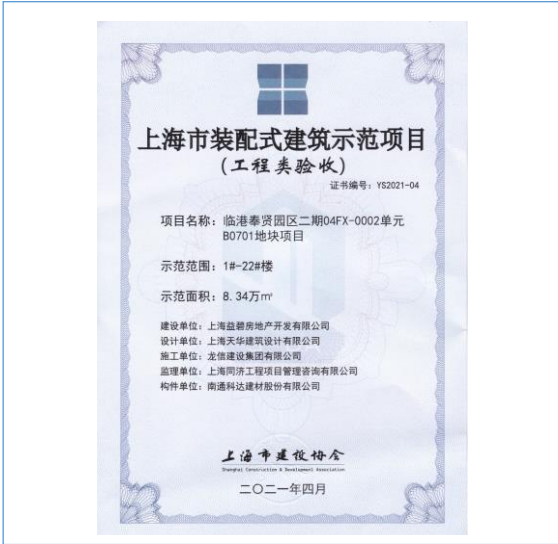 上海市装配式建筑示范项目
(工程类验收)
证书编号：YS2021-04
项目名称：临港奉贤园区二期04FX-0002单元
B0701地块项目
示范范围：1#-22#楼
示范面积：8.34万㎡
建设单位：上海益碧房地产开发有限公司
设计单位：上海天华建筑设计有限公司
施工单位：龙信建设集团有限公司
监理单位：上海同济工程项目管理咨询有限公司
构件单位：南通科达建材股份有限公司
上海市建设协会
Shanghai Construction & Development Association
二〇二一年四月